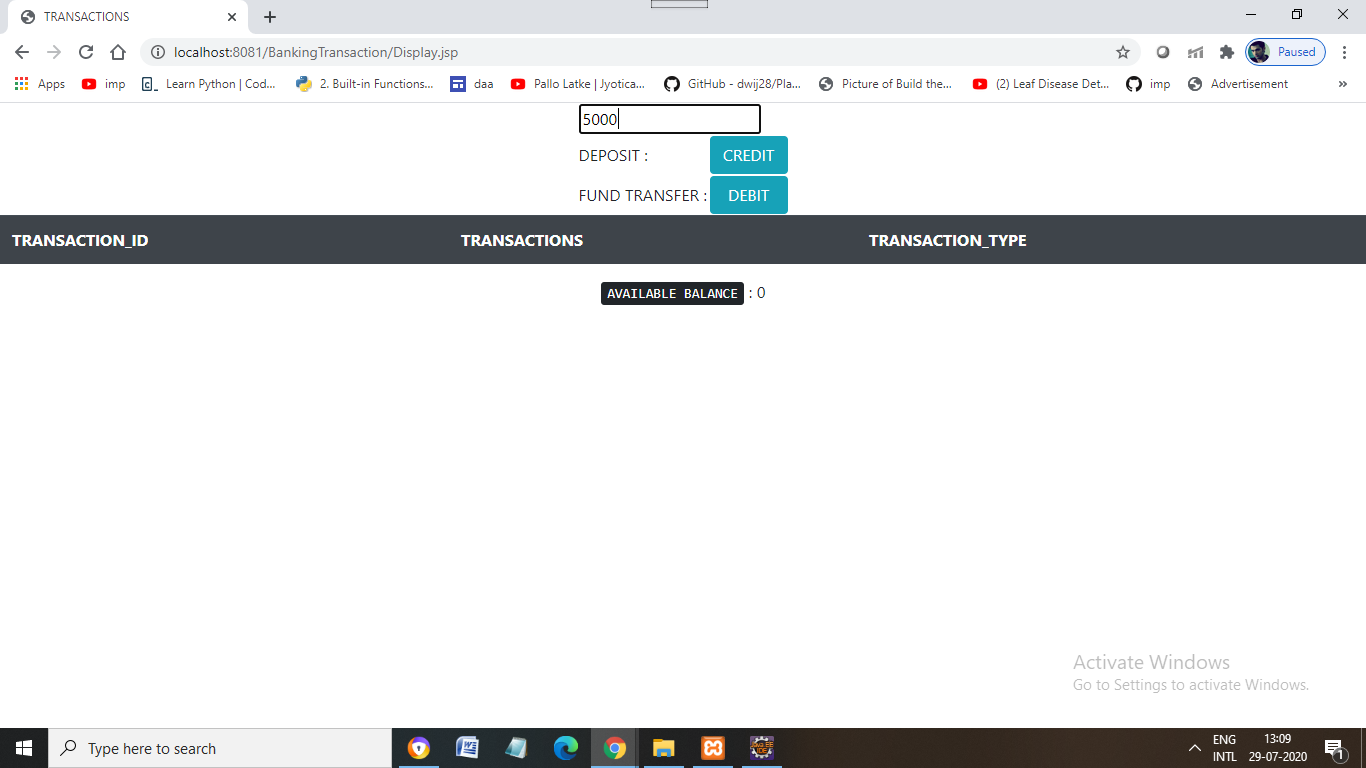 TRANSACTIONS
localhost:8081/BankingTransaction/Display.jsp
Paused
Apps
imp
Learn Python | Cod...
2. Built-in Functions...
daa
Pallo Latke | Jyotica...
GitHub - dwij28/Pla...
Picture of Build the...
(2) Leaf Disease Det...
imp
Advertisement
»
5000
DEPOSIT : CREDIT
FUND TRANSFER : DEBIT
TRANSACTION_ID TRANSACTIONS TRANSACTION_TYPE
AVAILABLE BALANCE : 0
Activate Windows
Go to Settings to activate Windows.
Type here to search
ENG
INTL
13:09
29-07-2020
1